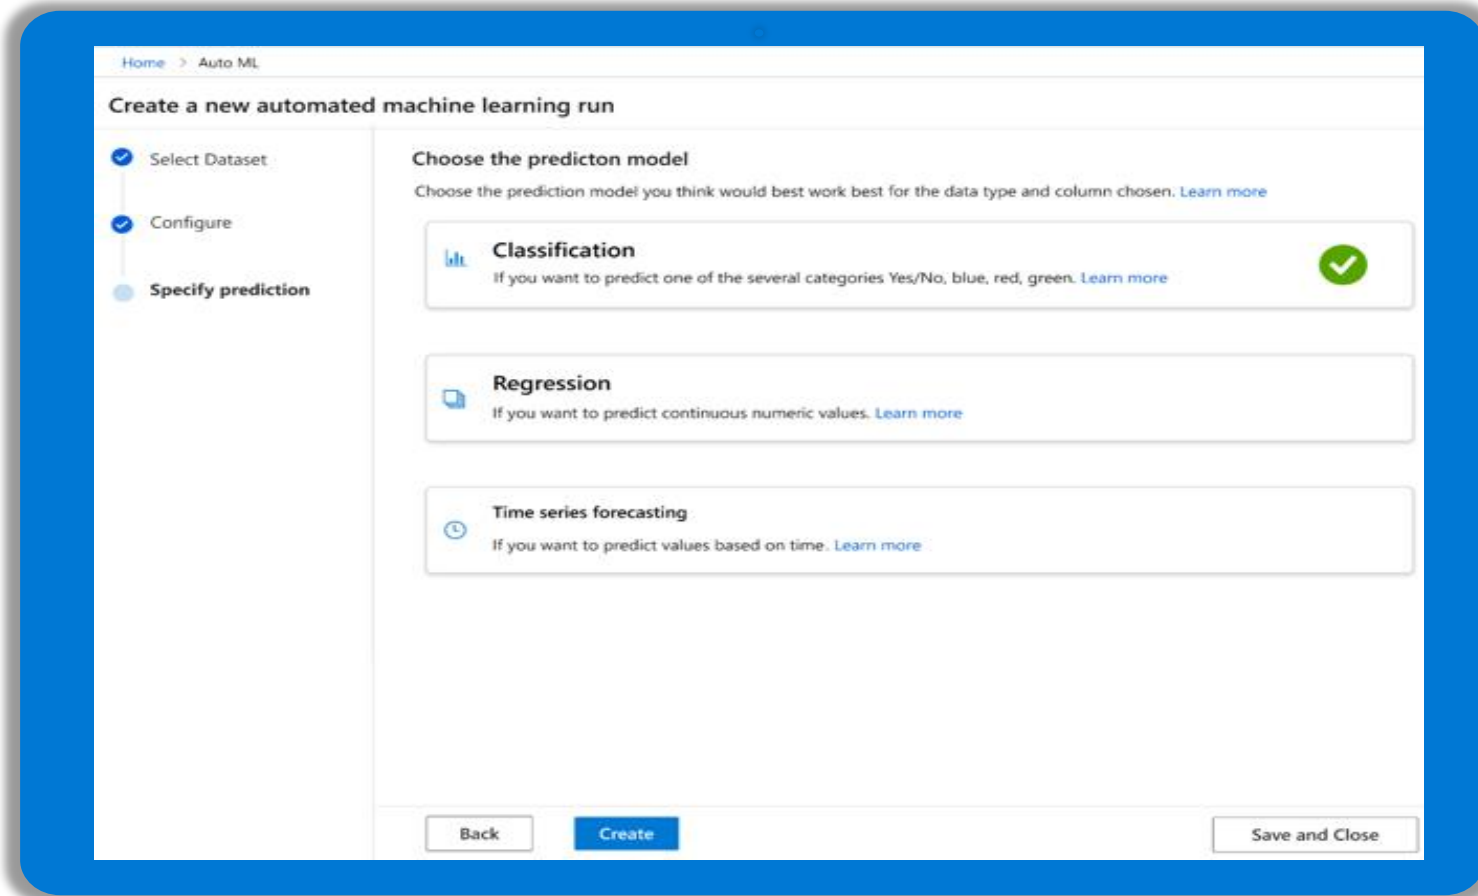 Home > Auto ML
Create a new automated machine learning run
Select Dataset
Configure
Specify prediction
Choose the predicton model
Choose the prediction model you think would best work best for the data type and column chosen. Learn more
Classification
If you want to predict one of the several categories Yes/No, blue, red, green. Learn more
Regression
If you want to predict continuous numeric values. Learn more
Time series forecasting
If you want to predict values based on time. Learn more
Back
Create
Save and Close